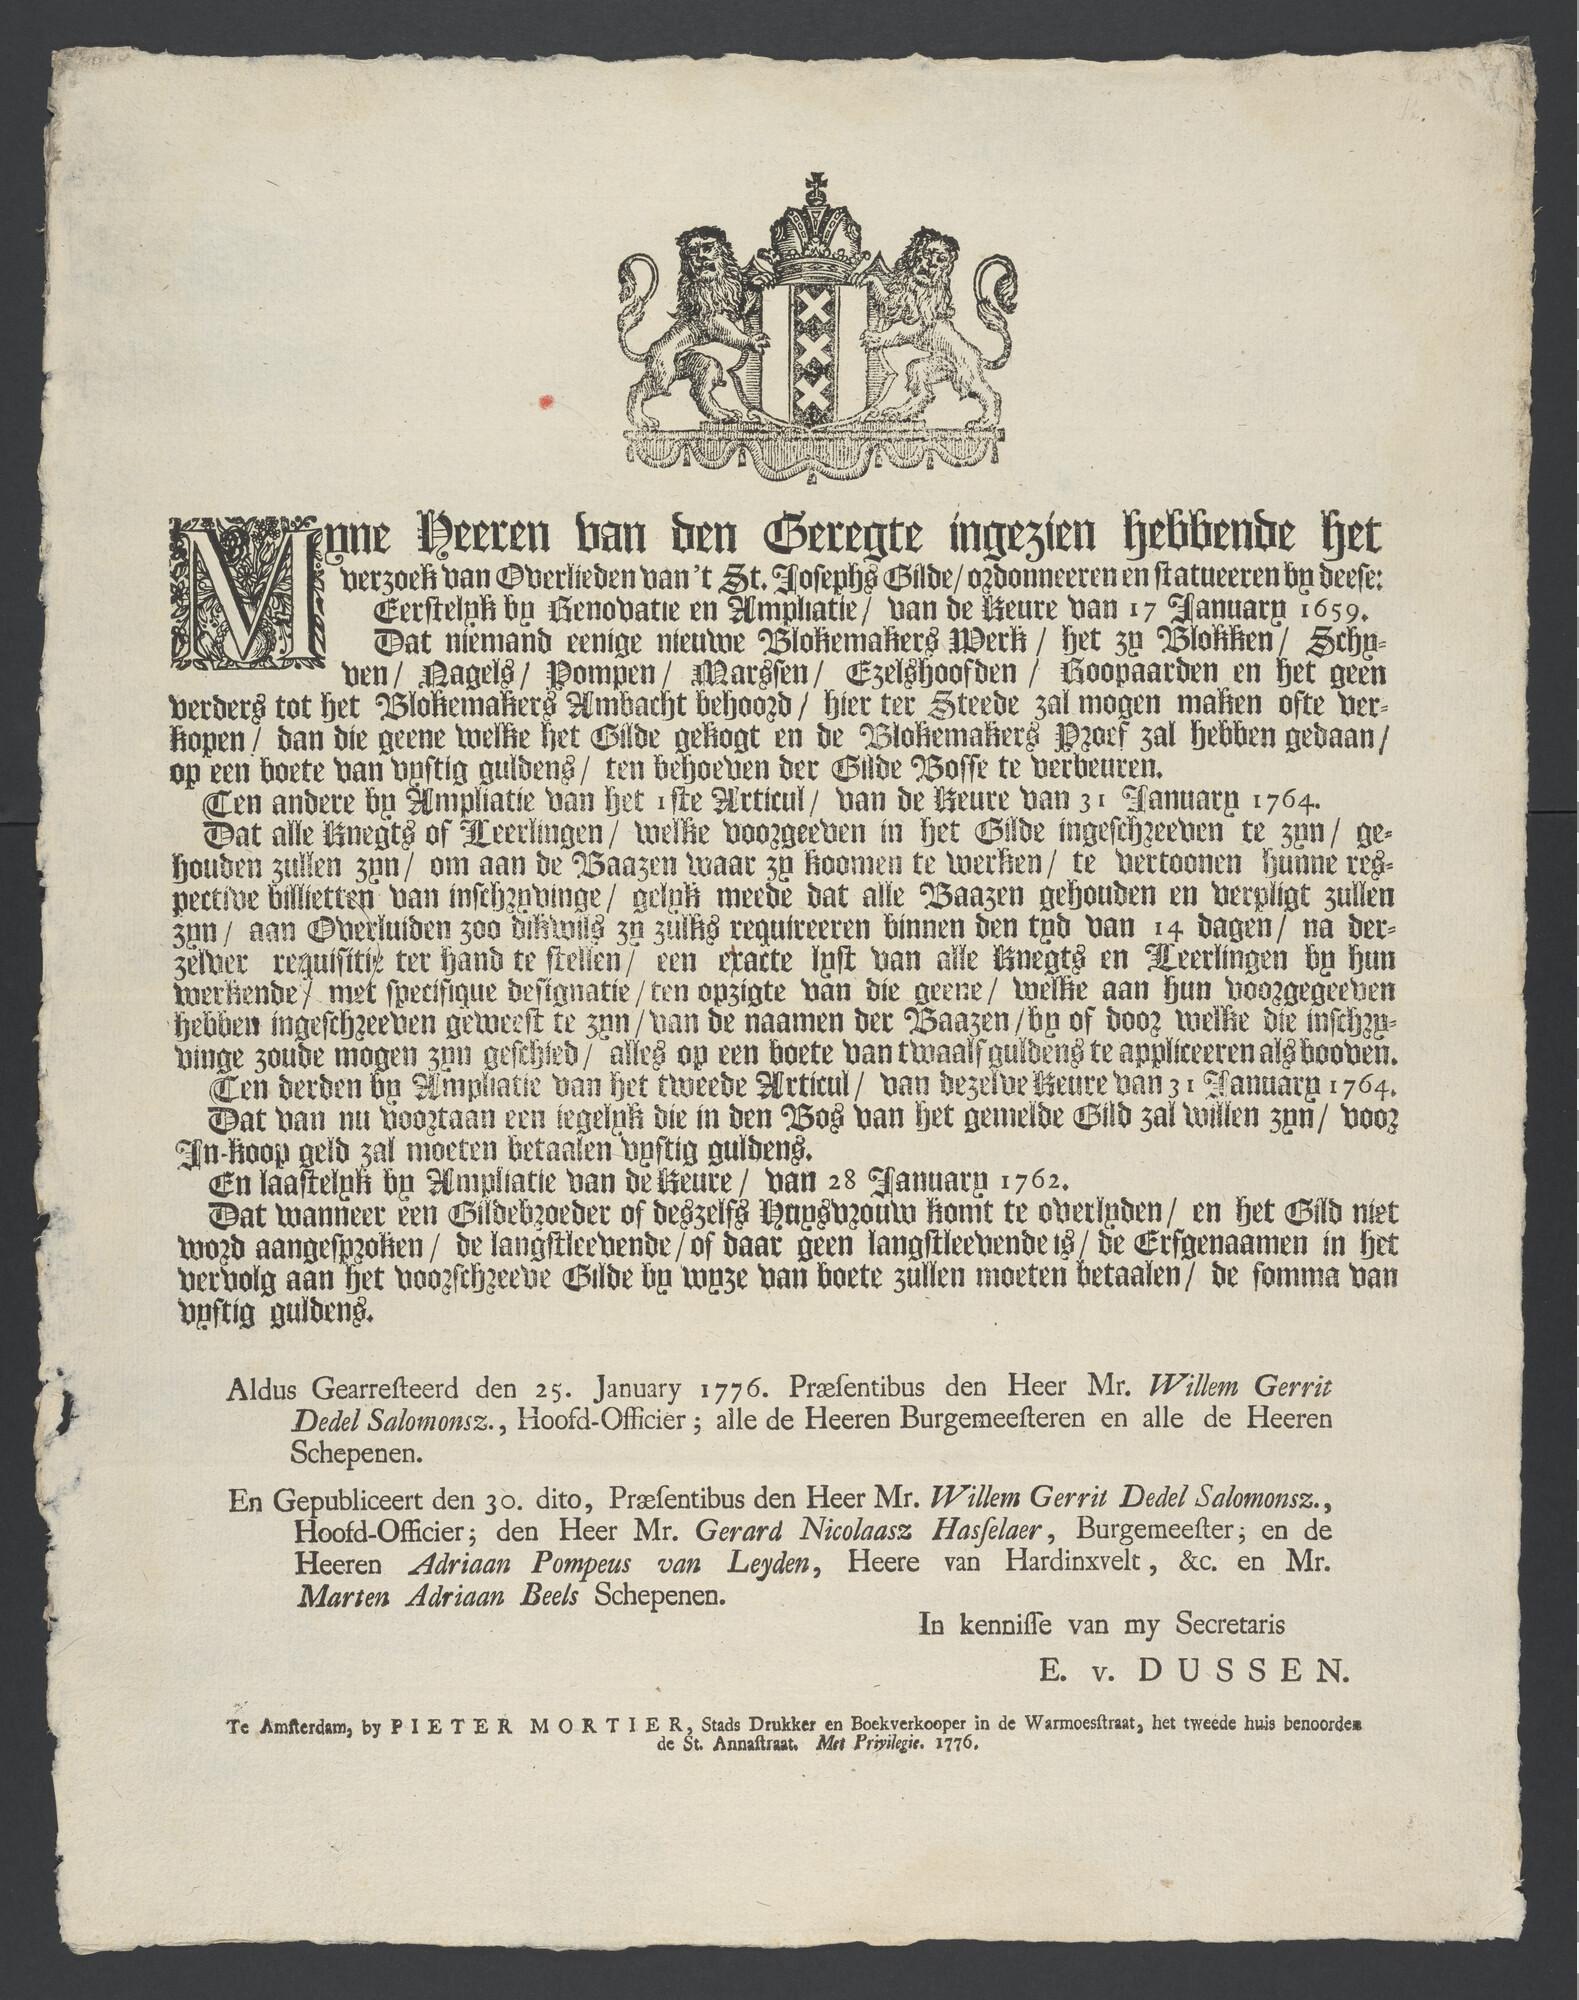 Mynne Heeren van den Geregte ingezien hebbende het
verzoek van Overlieden van 't St. Josephs Gilde / ordonneeren en statueeren by deese:
Eerstelyk by Renovatie en Ampliatie / van de Keure van 17 January 1659.
Dat niemand eenige nieuwe Blokemakers Werk / het zy Blokken / Schy-
ven / Nagels / Pompen / Marssen / Ezelshoofden / Roopaarden en het geen
verders tot het Blokemakers Ambacht behoord / hier ter Steede zal mogen maken ofte ver-
kopen / dan die geene welke het Gilde gekogt en de Blokemakers Proef zal hebben gedaan /
op een boete van vyftig guldens / ten behoeven der Gilde Bosse te verbeuren.
Ten andere by Ampliatie van het 1ste Articul / van de Keure van 31 January 1764.
Dat alle Knegts of Leerlingen / welke voorgeeven in het Gilde ingeschreeven te zyn / ge-
houden zullen zyn / om aan de Baazen waar zy koomen te werken / te vertoonen hunne res-
pective billietten van inschryvinge / gelyk meede dat alle Baazen gehouden en verpligt zullen
zyn / aan Overluiden zoo dikwils zy zulks requireeren binnen den tyd van 14 dagen / na der-
zelver requisitie ter hand te stellen / een exacte lyst van alle Knegts en Leerlingen by hun
werkende / met specifique designatie / ten opzigte van die geene / welke aan hun voorgegeeven
hebben ingeschreeven geweest te zyn / van de naamen der Baazen / by of door welke die inschry-
vinge zoude mogen zyn geschied / alles op een boete van twaalf guldens te appliceeren als booven.
Ten derden by Ampliatie van het tweede Articul / van dezelve Keure van 31 January 1764.
Dat van nu voortaan een iegelyk die in den Bos van het gemelde Gild zal willen zyn / voor
In-koop geld zal moeten betaalen vyftig guldens.
En laastelyk by Ampliatie van de Keure / van 28 January 1762.
Dat wanneer een Gildebroeder of deszelfs Huysvrouw komt te overlyden / en het Gild niet
word aangesproken / de langstleevende / of daar geen langstleevende is / de Erfgenaamen in het
vervolg aan het voorschreeve Gilde by wyze van boete zullen moeten betaalen / de somma van
vyftig guldens.
Aldus Gearresteerd den 25. January 1776. Præsentibus den Heer Mr. Willem Gerrit
Dedel Salomonsz., Hoofd-Officier; alle de Heeren Burgemeesteren en alle de Heeren
Schepenen.
En Gepubliceert den 30. dito, Præsentibus den Heer Mr. Willem Gerrit Dedel Salomonsz.,
Hoofd-Officier; den Heer Mr. Gerard Nicolaasz Hasselaer, Burgemeester; en de
Heeren Adriaan Pompeus van Leyden, Heere van Hardinxvelt, &c. en Mr.
Marten Adriaan Beels Schepenen.
In kennisse van my Secretaris
E. v. DUSSEN.
Te Amsterdam, by PIETER MORTIER, Stads Drukker en Boekverkooper in de Warmoesstraat, het tweede huis benoorden
de St. Annastraat. Met Privilegie. 1776.